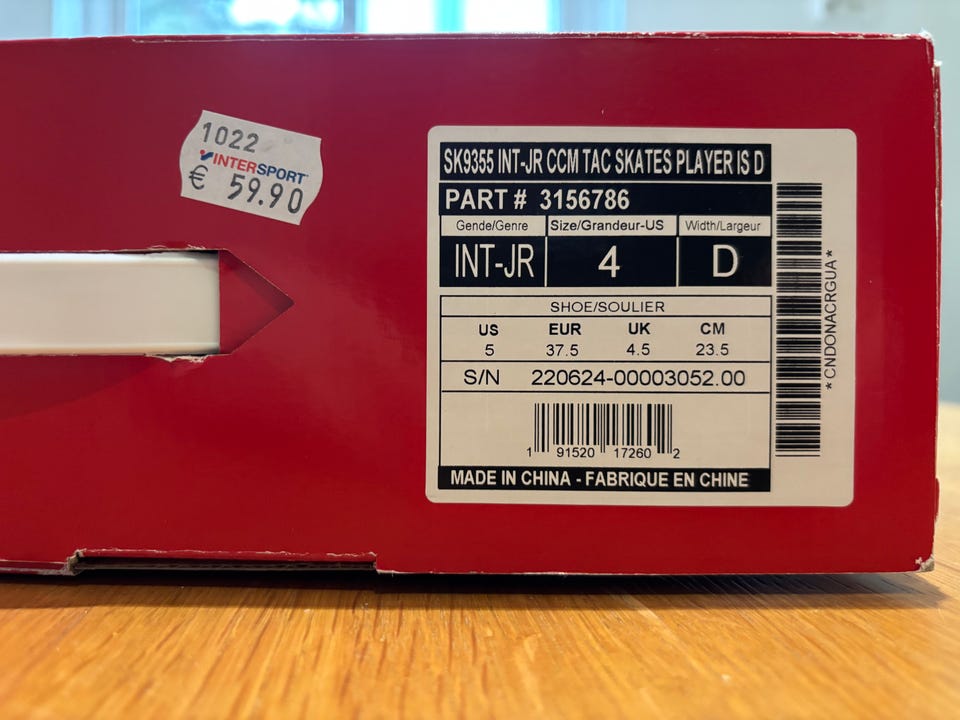 1022
INTERSPORT
€ 59.90
SK9355 INT-JR CCM TAC SKATES PLAYER IS D
PART # 3156786
Gende/Genre Size/Grandeur-US Width/Largeur
INT-JR 4 D
SHOE/SOULIER
US EUR UK CM
5 37.5 4.5 23.5
S/N 220624-00003052.00
1 91520 17260 2
MADE IN CHINA - FABRIQUE EN CHINE
*CNDONACRGUA*